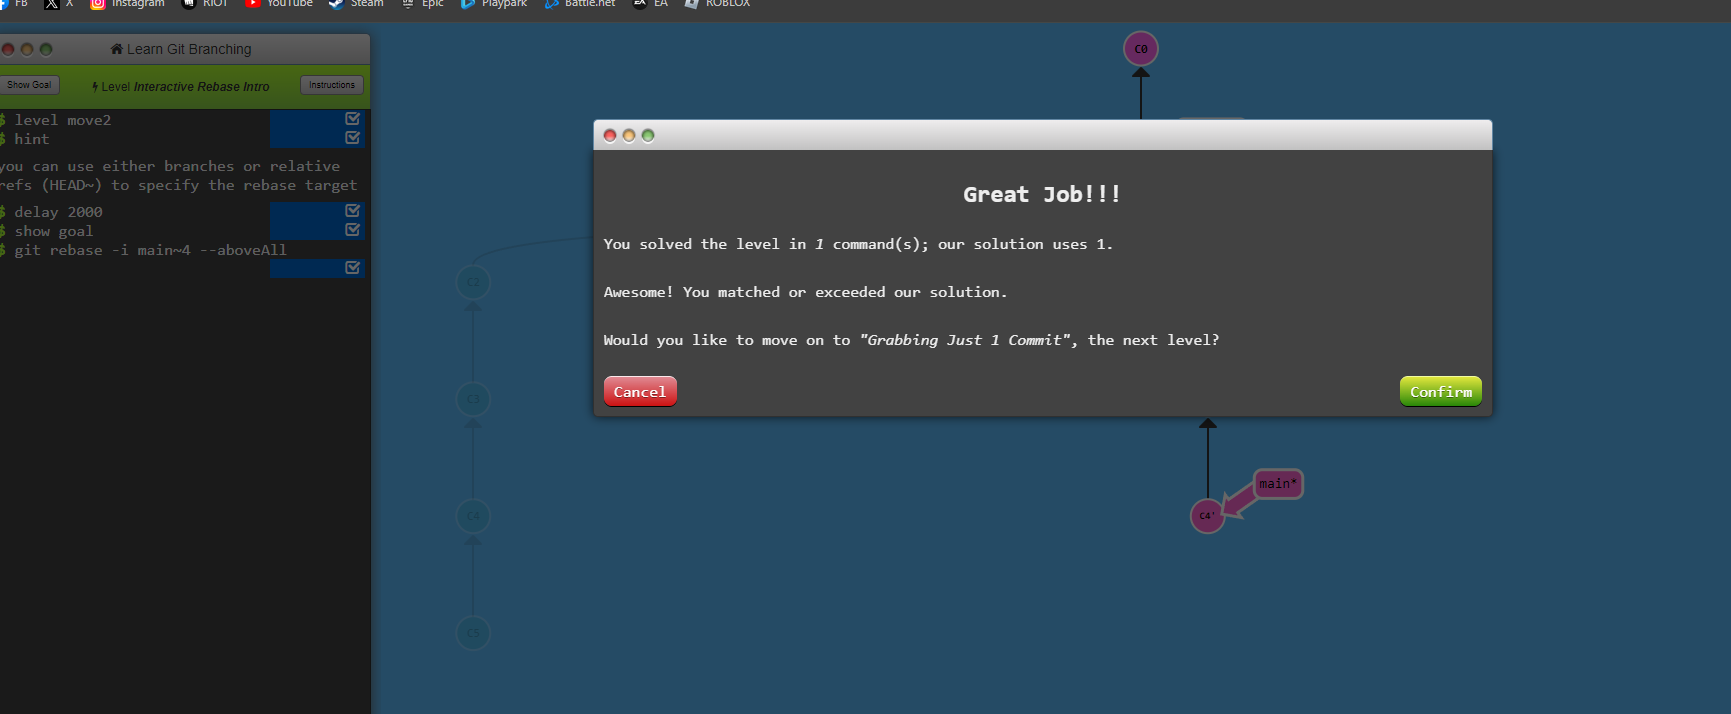 FB X Instagram RIOT YouTube Steam Epic Playpark Battle.net EA ROBLOX
Learn Git Branching
Show Goal Level Interactive Rebase Intro Instructions
$ level move2
$ hint
you can use either branches or relative
refs (HEAD~) to specify the rebase target
$ delay 2000
$ show goal
$ git rebase -i main~4 --aboveAll
C0
Great Job!!!
You solved the level in 1 command(s); our solution uses 1.
Awesome! You matched or exceeded our solution.
Would you like to move on to "Grabbing Just 1 Commit", the next level?
Cancel Confirm
C2
C3
C4
C5
main*
C4'